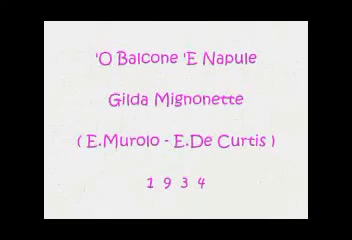 'O Balcone 'E Napule
Gilda Mignonette
( E.Murolo - E.De Curtis )
1 9 3 4